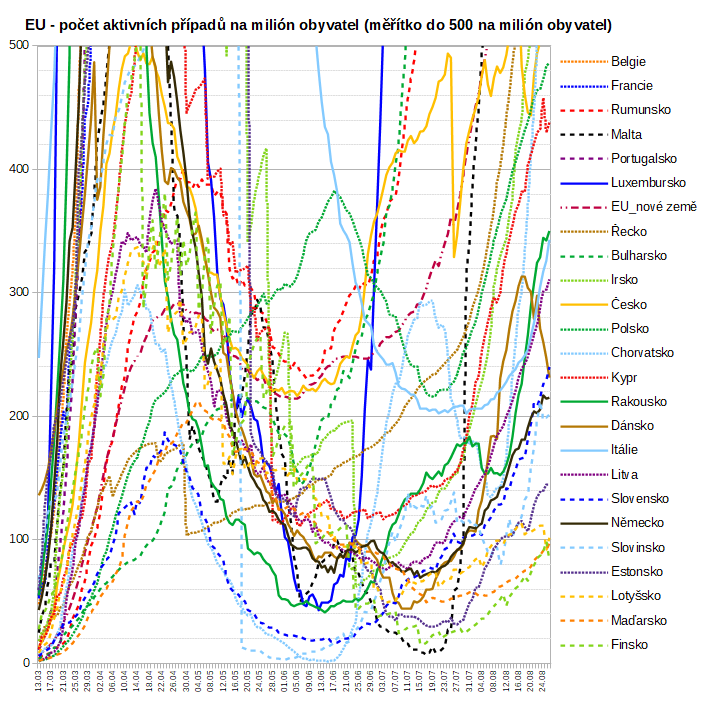 EU - počet aktivních případů na milión obyvatel (měřítko do 500 na milión obyvatel)
500
400
300
200
100
0
13.03 17.03 21.03 25.03 29.03 02.04 06.04 10.04 14.04 18.04 22.04 26.04 30.04 04.05 08.05 12.05 16.05 20.05 24.05 28.05 01.06 05.06 09.06 13.06 17.06 21.06 25.06 29.06 03.07 07.07 11.07 15.07 19.07 23.07 27.07 31.07 04.08 08.08 12.08 16.08 20.08 24.08
Belgie
Francie
Rumunsko
Malta
Portugalsko
Luxembursko
EU_nové země
Řecko
Bulharsko
Irsko
Česko
Polsko
Chorvatsko
Kypr
Rakousko
Dánsko
Itálie
Litva
Slovensko
Německo
Slovinsko
Estonsko
Lotyšsko
Maďarsko
Finsko